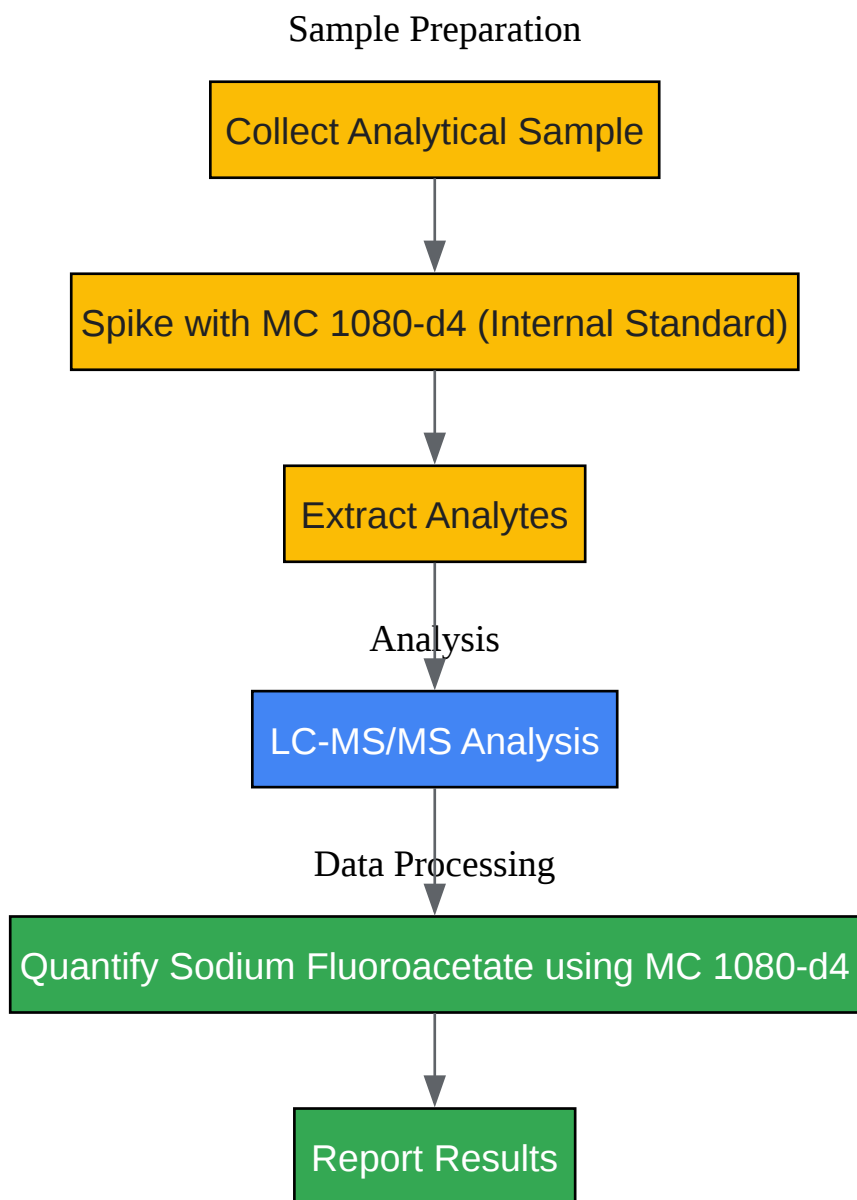 Sample Preparation
Collect Analytical Sample
Spike with MC 1080-d4 (Internal Standard)
Extract Analytes
Analysis
LC-MS/MS Analysis
Data Processing
Quantify Sodium Fluoroacetate using MC 1080-d4
Report Results